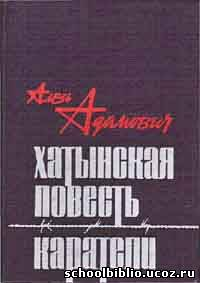 Алесь
Адамович
ХАТЫНСКАЯ
ПОВЕСТЬ
КАРАТЕЛИ
schoolbiblio.ucoz.ru